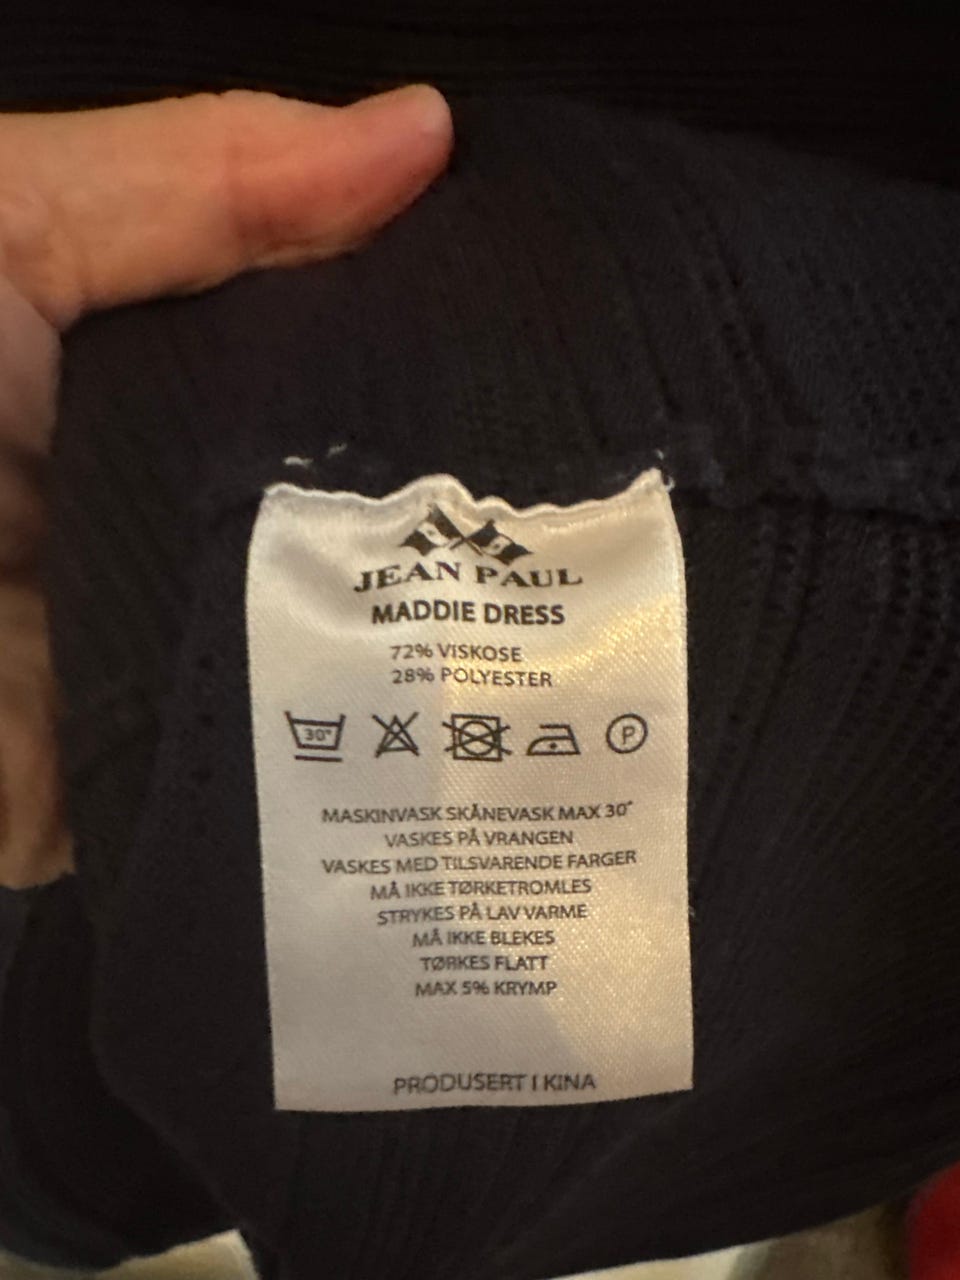 JEAN PAUL
MADDIE DRESS
72% VISKOSE
28% POLYESTER
30° P
MASKINVASK SKÅNEVASK MAX 30°
VASKES PÅ VRANGEN
VASKES MED TILSVARENDE FARGER
MÅ IKKE TØRKETROMLES
STRYKES PÅ LAV VARME
MÅ IKKE BLEKES
TØRKES FLATT
MAX 5% KRYMP
PRODUSERT I KINA